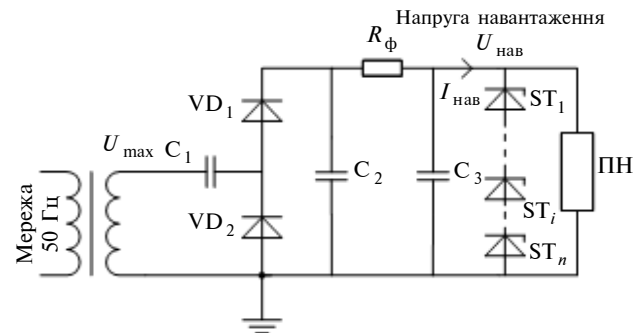 Напруга навантаження
R ф
U нав
I нав
VD 1
ST 1
U max
C 1
C 2
C 3
ПН
Мережа
50 Гц
VD 2
ST i
ST n